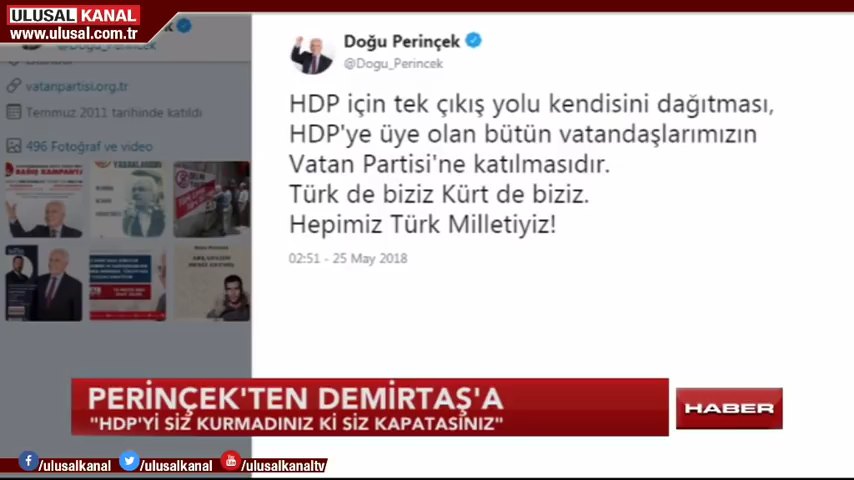 ULUSAL KANAL
www.ulusal.com.tr
@Dogu_Perincek
vatanpartisi.org.tr
Temmuz 2011 tarihinde katıldı
496 Fotoğraf ve video
Doğu Perinçek
@Dogu_Perincek
HDP için tek çıkış yolu kendisini dağıtması,
HDP'ye üye olan bütün vatandaşlarımızın
Vatan Partisi'ne katılmasıdır.
Türk de biziz Kürt de biziz.
Hepimiz Türk Milletiyiz!
02:51 - 25 May 2018
PERİNÇEK'TEN DEMİRTAŞ'A
"HDP'Yİ SİZ KURMADINIZ Kİ SİZ KAPATASINIZ"
HABER
/ulusalkanal
/ulusalkanal
/ulusalkanaltv